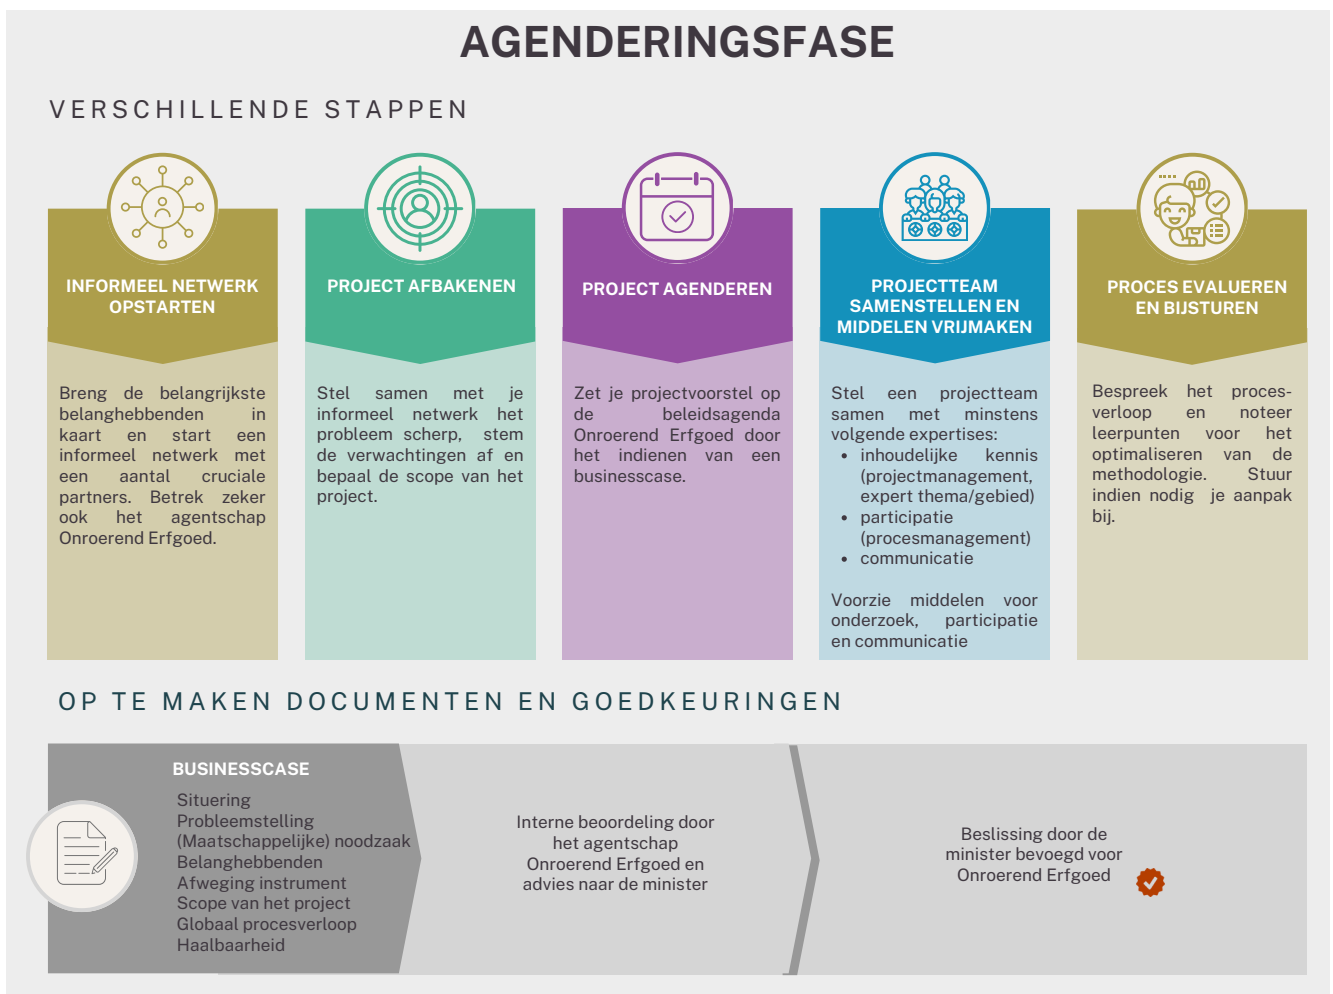 AGENDERINGSFASE
VERSCHILLENDE STAPPEN
INFORMEEL NETWERK
OPSTARTEN
Breng de belangrijkste
belanghebbenden in
kaart en start een
informeel netwerk met
een aantal cruciale
partners. Betrek zeker
ook het agentschap
Onroerend Erfgoed.
PROJECT AFBAKENEN
Stel samen met je
informeel netwerk het
probleem scherp, stem
de verwachtingen af en
bepaal de scope van het
project.
PROJECT AGENDEREN
Zet je projectvoorstel op
de beleidsagenda
Onroerend Erfgoed door
het indienen van een
businesscase.
PROJECTTEAM
SAMENSTELLEN EN
MIDDELEN VRIJMAKEN
Stel een projectteam
samen met minstens
volgende expertises:
• inhoudelijke kennis
(projectmanagement,
expert thema/gebied)
• participatie
(procesmanagement)
• communicatie
Voorzie middelen voor
onderzoek, participatie
en communicatie
PROCES EVALUEREN
EN BIJSTUREN
Bespreek het proces-
verloop en noteer
leerpunten voor het
optimaliseren van de
methodologie. Stuur
indien nodig je aanpak
bij.
OP TE MAKEN DOCUMENTEN EN GOEDKEURINGEN
BUSINESSCASE
Situering
Probleemstelling
(Maatschappelijke) noodzaak
Belanghebbenden
Afweging instrument
Scope van het project
Globaal procesverloop
Haalbaarheid
Interne beoordeling door
het agentschap
Onroerend Erfgoed en
advies naar de minister
Beslissing door de
minister bevoegd voor
Onroerend Erfgoed